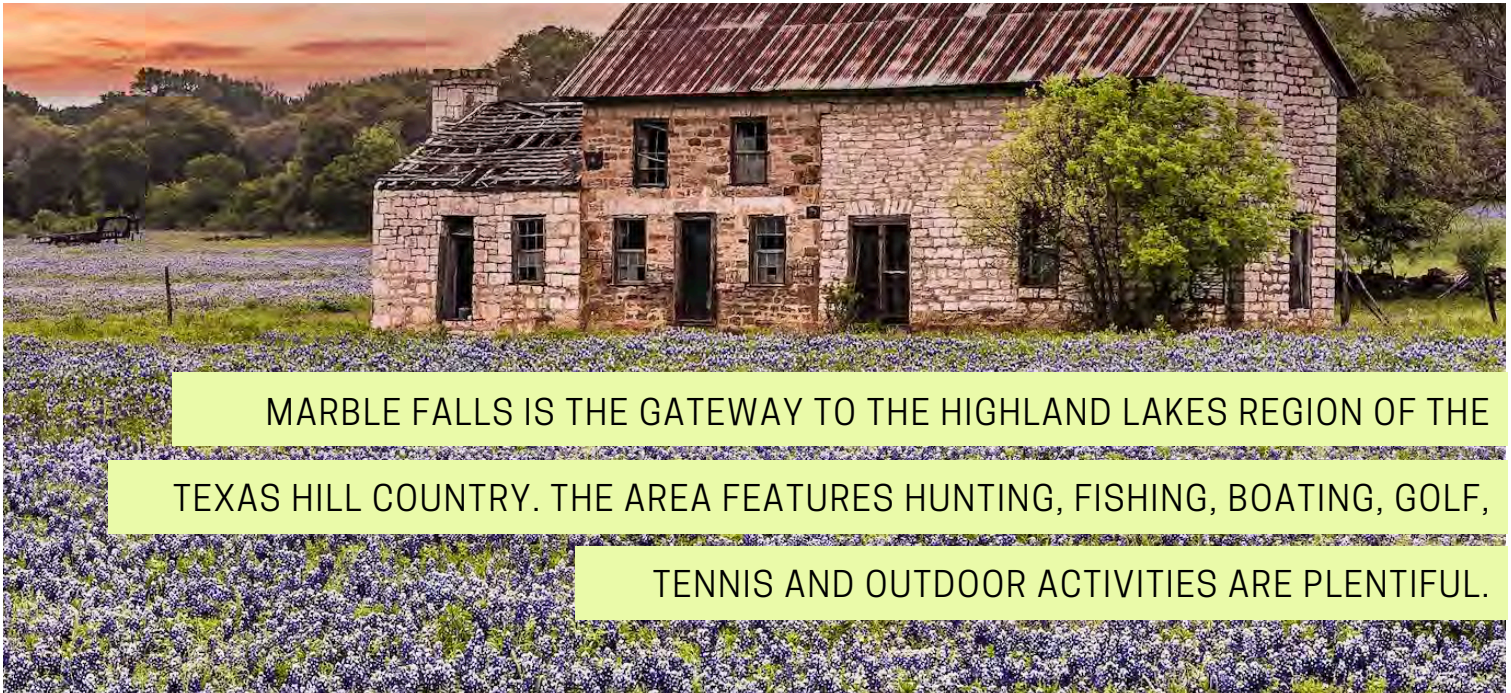 MARBLE FALLS IS THE GATEWAY TO THE HIGHLAND LAKES REGION OF THE
TEXAS HILL COUNTRY. THE AREA FEATURES HUNTING, FISHING, BOATING, GOLF,
TENNIS AND OUTDOOR ACTIVITIES ARE PLENTIFUL.